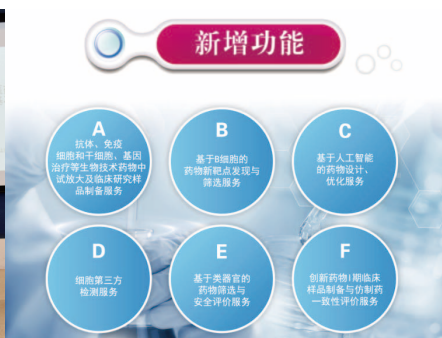 新增功能
A
抗体、免疫
细胞和干细胞、基因
治疗等生物技术药物中
试放大及临床研究样
品制备服务
B
基于B细胞的
药物新靶点发现与
筛选服务
C
基于人工智能
的药物设计、
优化服务
D
细胞第三方
检测服务
E
基于类器官的
药物筛选与
安全评价服务
F
创新药物I期临床
样品制备与仿制药
一致性评价服务